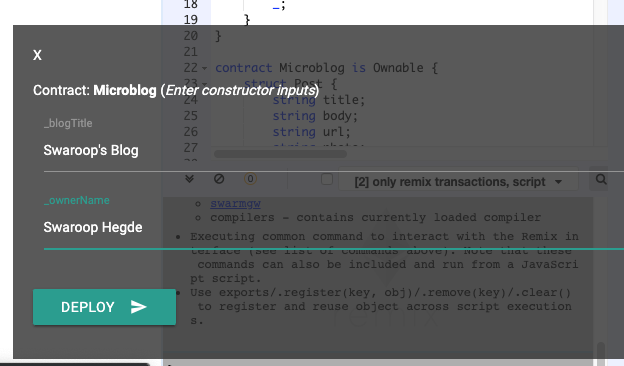 18 _;
19 }
20 }
21
X
22 contract Microblog is Ownable {
23 struct Post {
Contract: Microblog (Enter constructor inputs)
24 string title;
25 string body;
26 string url;
27
_blogTitle
Swaroop's Blog
0
[2] only remix transactions, script
_ownerName
Swaroop Hegde
swarmgw
compilers - contains currently loaded compiler
Executing common command to interact with the Remix in
terface (see list of commands above). Note that these
commands can also be included and run from a JavaScri
pt script.
Use exports/.register(key, obj)/.remove(key)/.clear()
to register and reuse object across script execution
s.
DEPLOY